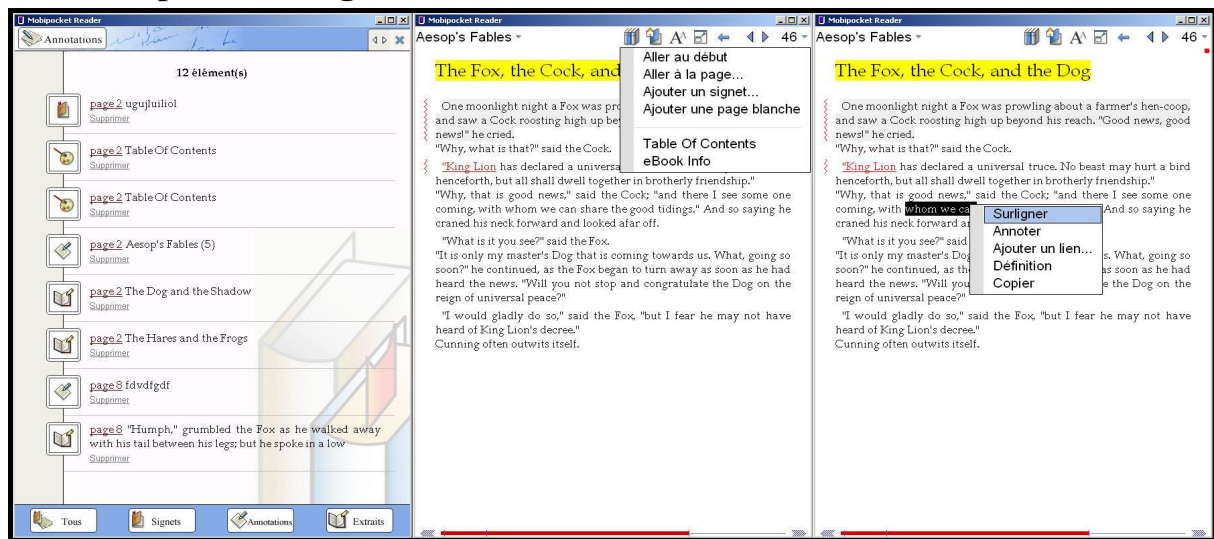 Mobipocket Reader
Annotations
12 élément(s)
page 2 ugujluiliol
Supprimer
page 2 Table Of Contents
Supprimer
page 2 Table Of Contents
Supprimer
page 2 Aesop's Fables (5)
Supprimer
page 2 The Dog and the Shadow
Supprimer
page 2 The Hares and the Frogs
Supprimer
page 8 fdvdfgdf
Supprimer
page 8 "Humph," grumbled the Fox as he walked away
with his tail between his legs; but he spoke in a low
Supprimer
Tous
Signets
Annotations
Extraits
Mobipocket Reader
Aesop's Fables
46
The Fox, the Cock, and
One moonlight night a Fox was
and saw a Cock roosting high up
news!" he cried.
"Why, what is that?" said the Cock.
"King Lion has declared a universa
henceforth, but all shall dwell together in brotherly friendship."
"Why, that is good news," said the Cock; "and there I see some one
coming, with whom we can share the good tidings." And so saying he
craned his neck forward and looked afar off.
"What is it you see?" said the Fox.
"It is only my master's Dog that is coming towards us. What, going so
soon?" he continued, as the Fox began to turn away as soon as he had
heard the news. "Will you not stop and congratulate the Dog on the
reign of universal peace?"
"I would gladly do so," said the Fox, "but I fear he may not have
heard of King Lion's decree."
Cunning often outwits itself.
Aller au début
Aller à la page...
Ajouter un signet...
Ajouter une page blanche
Table Of Contents
eBook Info
Mobipocket Reader
Aesop's Fables
46
The Fox, the Cock, and the Dog
One moonlight night a Fox was prowling about a farmer's hen-coop,
and saw a Cock roosting high up beyond his reach. "Good news, good
news!" he cried.
"Why, what is that?" said the Cock.
"King Lion has declared a universal truce. No beast may hurt a bird
henceforth, but all shall dwell together in brotherly friendship."
"Why, that is good news," said the Cock; "and there I see some one
coming, with whom we ca And so saying he
craned his neck forward a
"What is it you see?" said
"It is only my master's Dog s. What, going so
soon?" he continued, as th as soon as he had
heard the news. "Will you e the Dog on the
reign of universal peace?"
"I would gladly do so," said the Fox, "but I fear he may not have
heard of King Lion's decree."
Cunning often outwits itself.
Surligner
Annoter
Ajouter un lien...
Définition
Copier